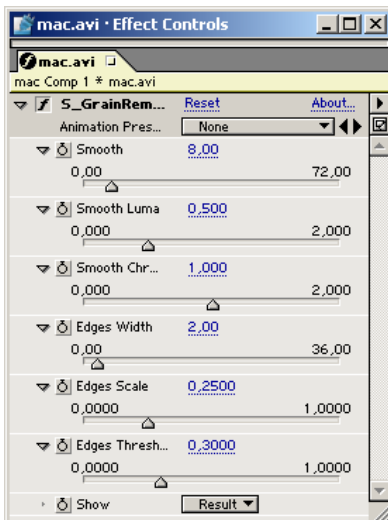 mac.avi · Effect Controls
mac.avi
mac Comp 1 * mac.avi
S_GrainRem... Reset About...
Animation Pres... None
Smooth 8,00
0,00 72,00
Smooth Luma 0,500
0,000 2,000
Smooth Chr... 1,000
0,000 2,000
Edges Width 2,00
0,00 36,00
Edges Scale 0,2500
0,0000 1,0000
Edges Thresh... 0,3000
0,0000 1,0000
Show Result